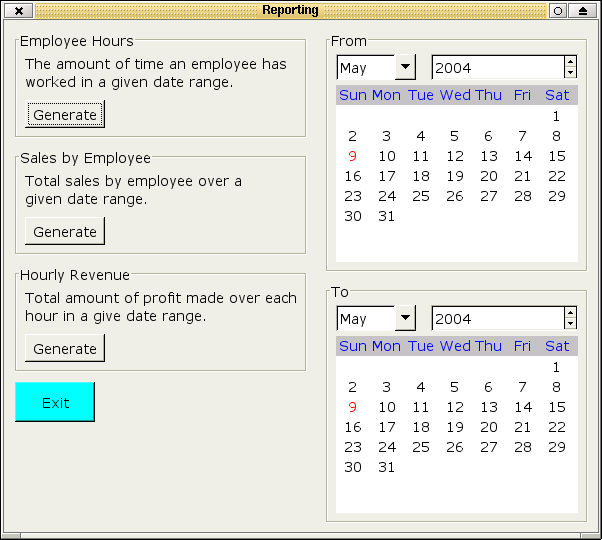 Reporting
Employee Hours
The amount of time an employee has
worked in a given date range.
Generate
Sales by Employee
Total sales by employee over a
given date range.
Generate
Hourly Revenue
Total amount of profit made over each
hour in a give date range.
Generate
Exit
From
May 2004
Sun Mon Tue Wed Thu Fri Sat
1
2 3 4 5 6 7 8
9 10 11 12 13 14 15
16 17 18 19 20 21 22
23 24 25 26 27 28 29
30 31
To
May 2004
Sun Mon Tue Wed Thu Fri Sat
1
2 3 4 5 6 7 8
9 10 11 12 13 14 15
16 17 18 19 20 21 22
23 24 25 26 27 28 29
30 31